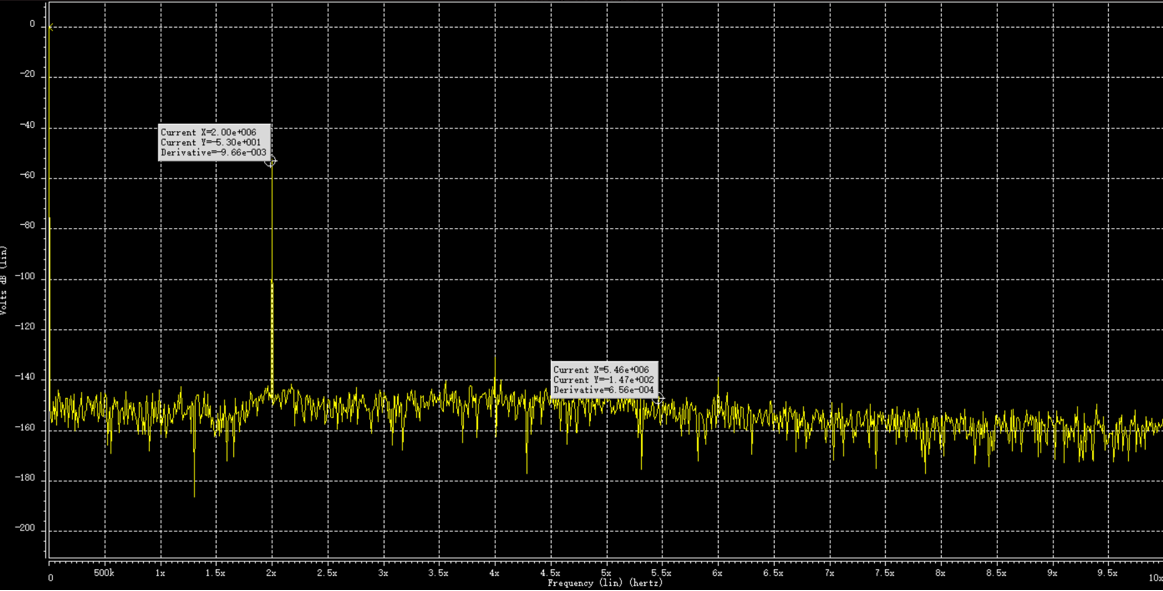 0
-20
-40
Current X=2.00e+006
Current Y=-5.30e+001
Derivative=-9.66e-003
-60
-80
Volts dB (lin)
-100
-120
-140
Current X=5.46e+006
Current Y=-1.47e+002
Derivative=6.56e-004
-160
-180
-200
0 500k 1x 1.5x 2x 2.5x 3x 3.5x 4x 4.5x 5x 5.5x 6x 6.5x 7x 7.5x 8x 8.5x 9x 9.5x 10x
Frequency (lin) (hertz)